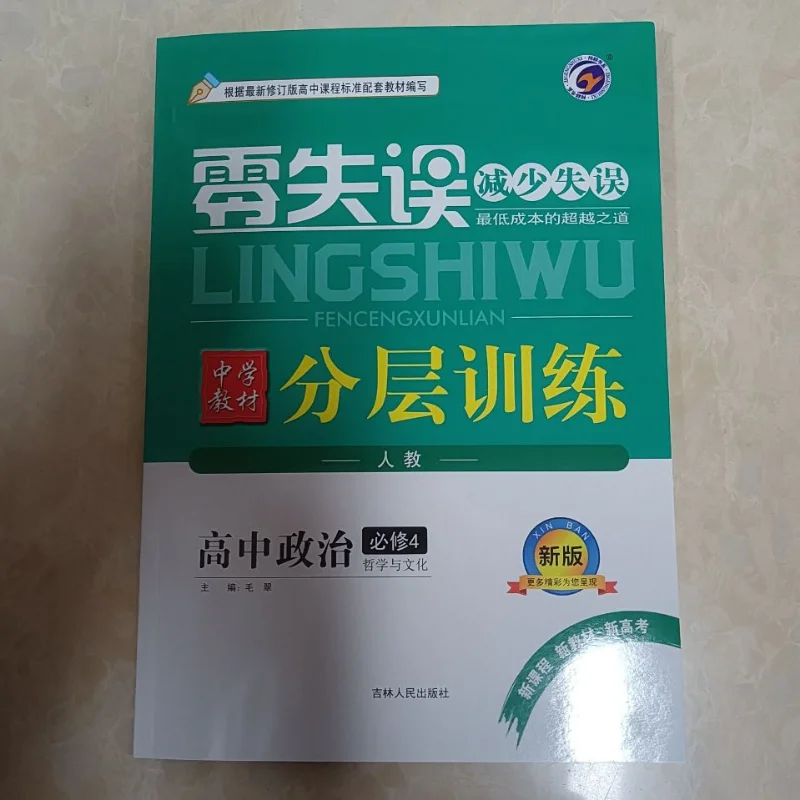 根据最新修订版高中课程标准配套教材编写
零失误
减少失误
最低成本的超越之道
LINGSHIWU
FENCENGXUNLIAN
中学
教材
分层训练
人教
高中政治
必修4
哲学与文化
主 编:毛 翠
XIN BAN
新版
更多精彩为您呈现
新课程 新教材 新高考
吉林人民出版社